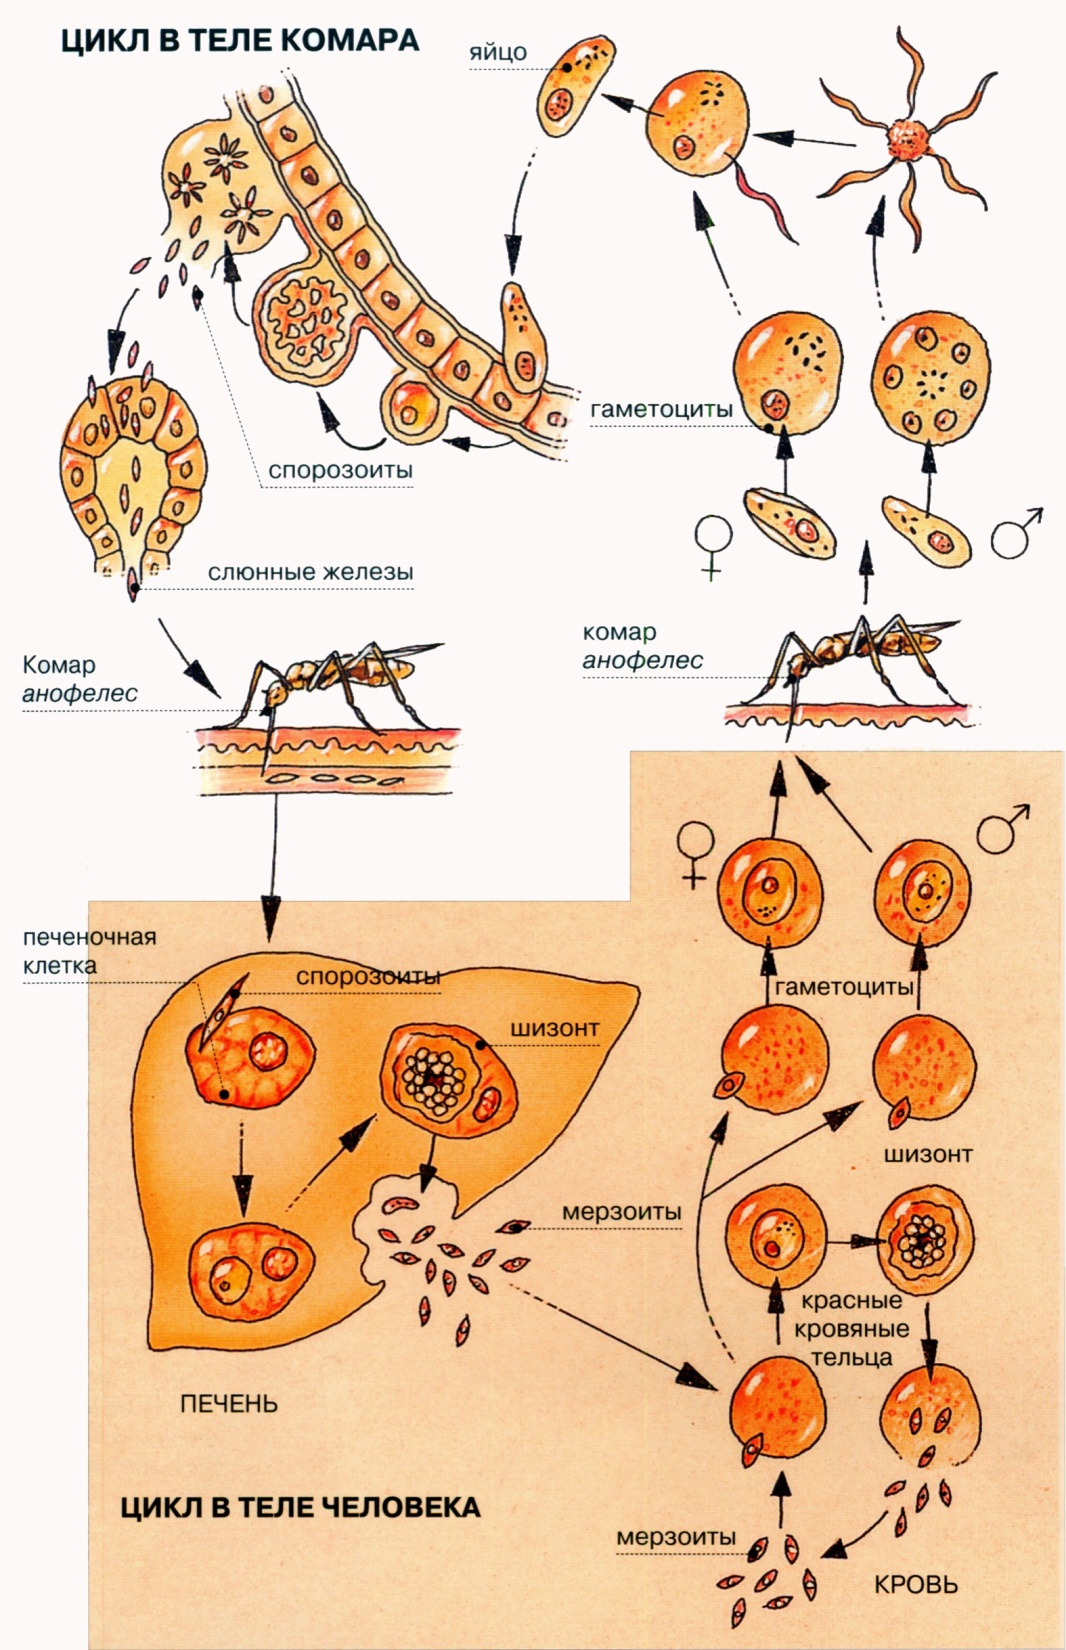 ЦИКЛ В ТЕЛЕ КОМАРА
яйцо
гаметоциты
спорозоиты
слюнные железы
Комар
анофелес
комар
анофелес
печеночная
клетка
спорозоиты
шизонт
гаметоциты
шизонт
мерзоиты
красные
кровяные
тельца
ПЕЧЕНЬ
ЦИКЛ В ТЕЛЕ ЧЕЛОВЕКА
мерзоиты
КРОВЬ